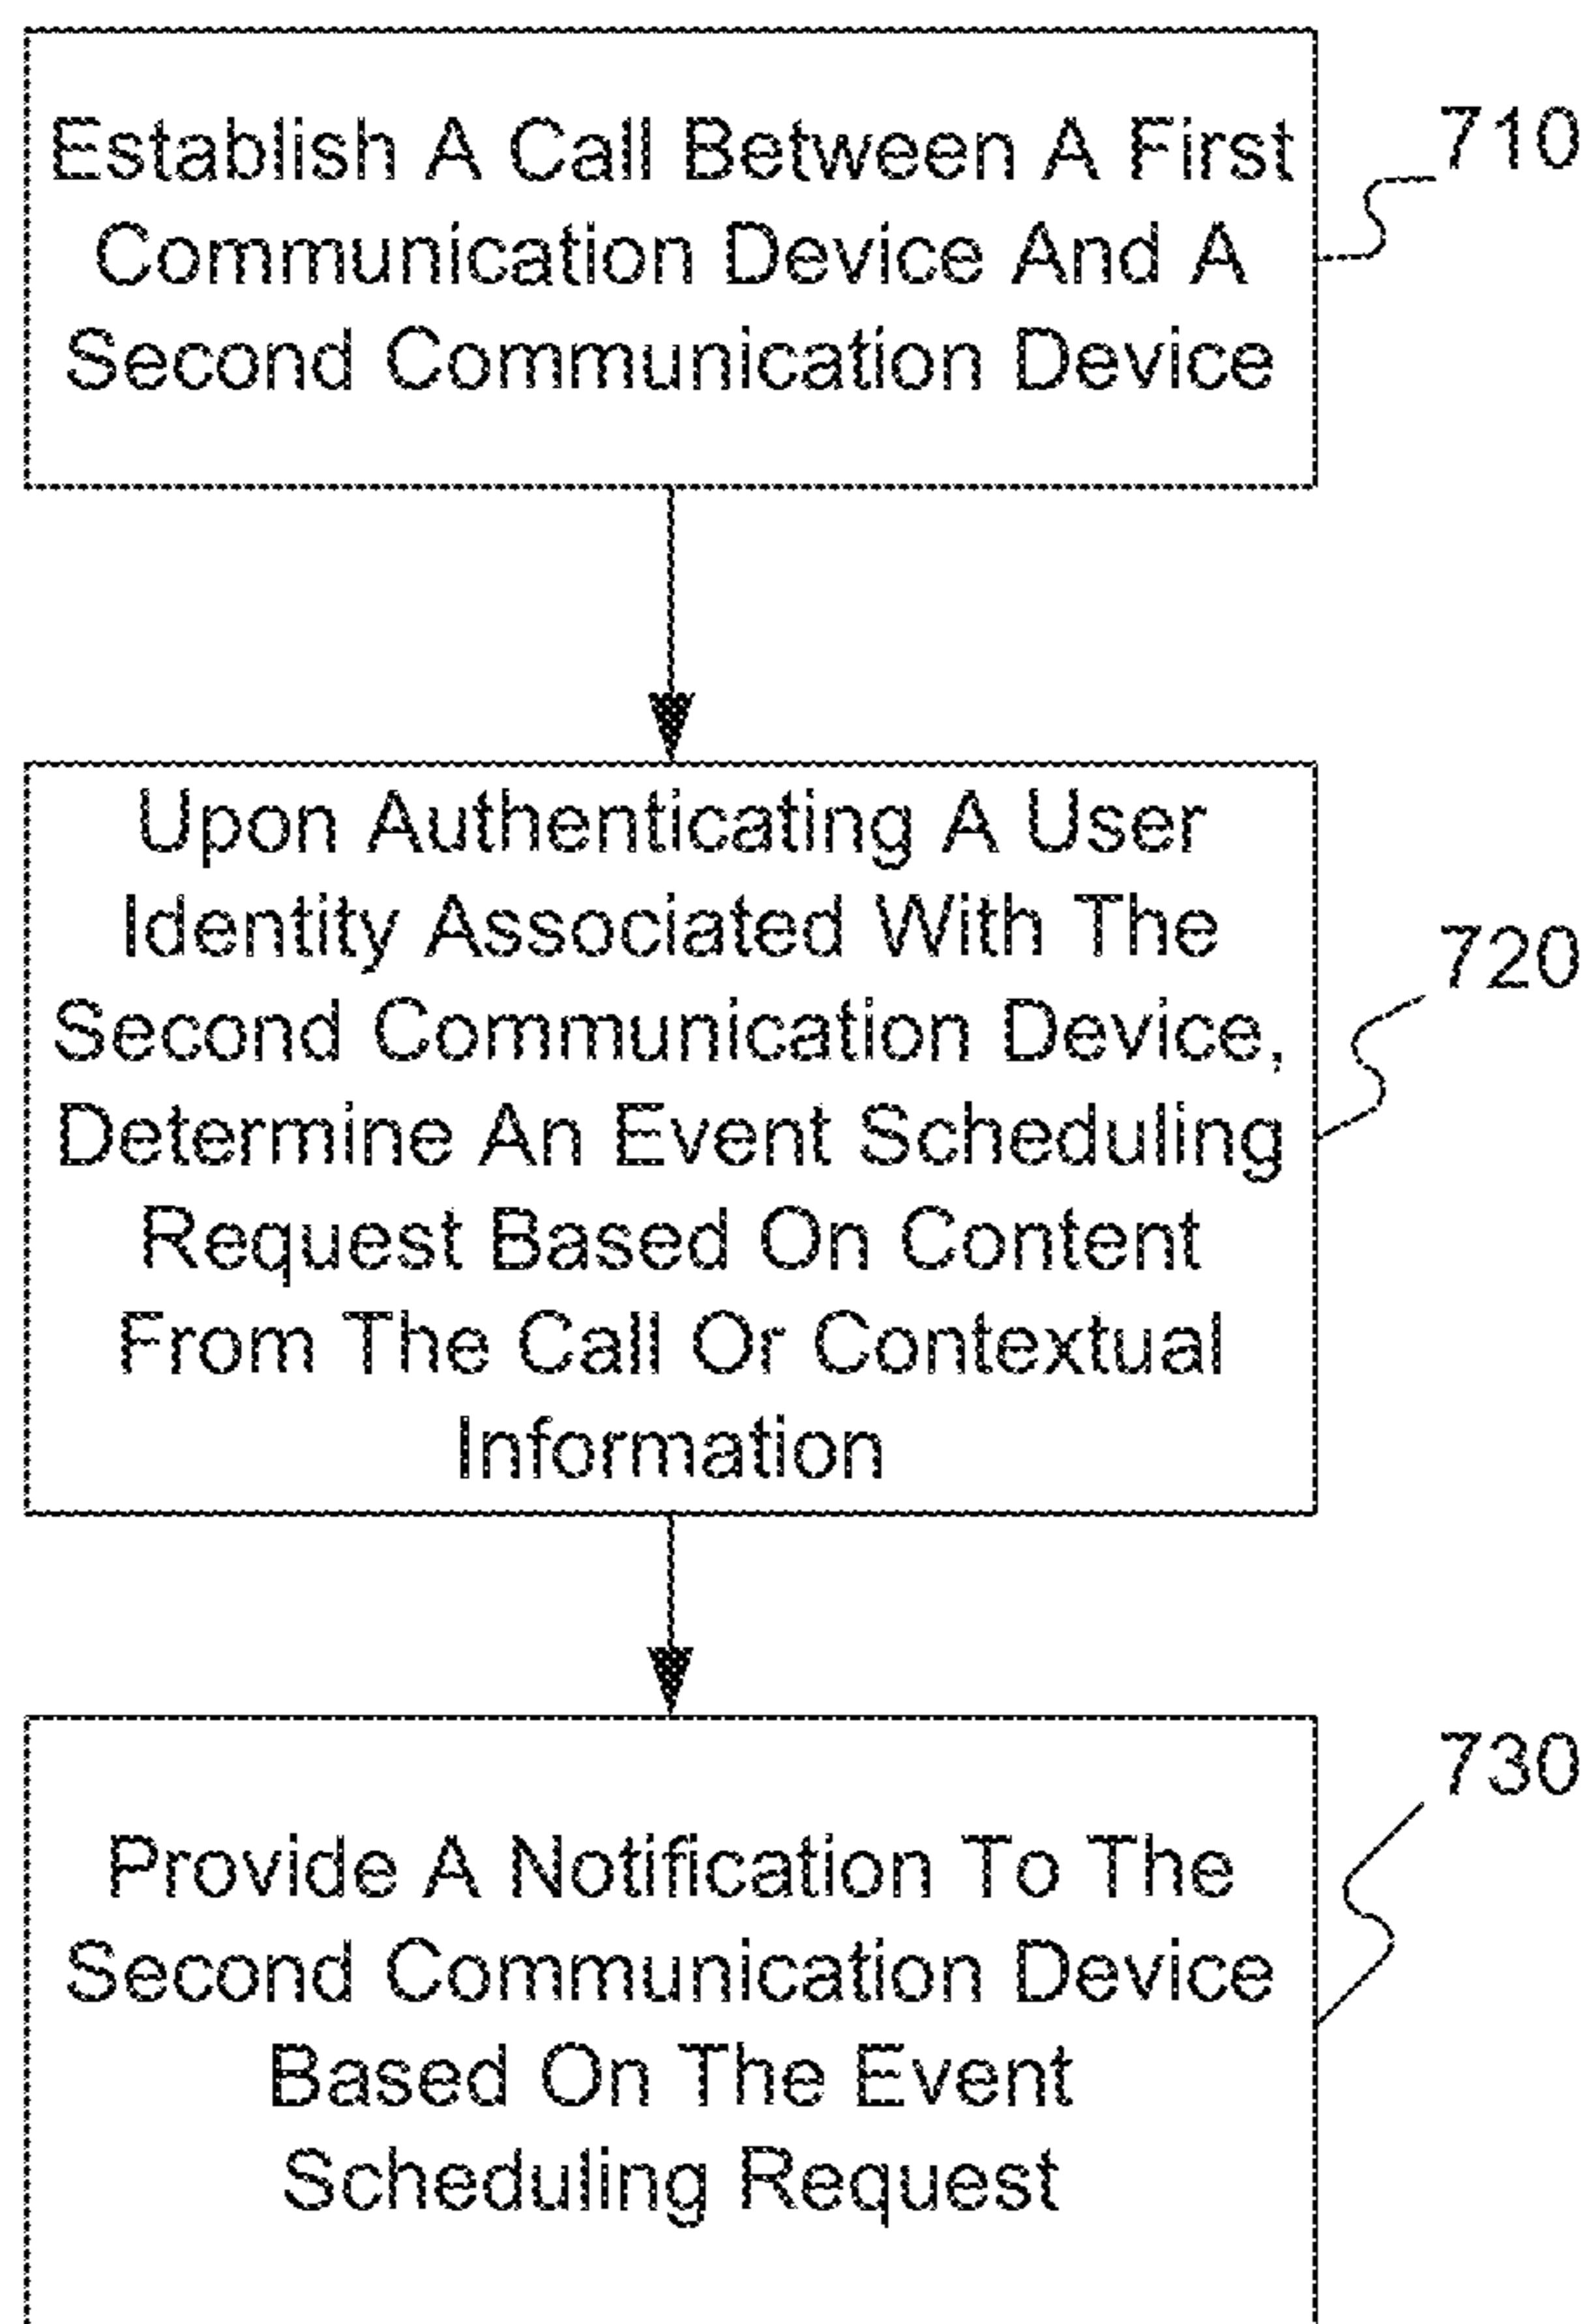 Establish A Call Between A First
Communication Device And A
Second Communication Device
710
Upon Authenticating A User
Identity Associated With The
Second Communication Device,
Determine An Event Scheduling
Request Based On Content
From The Call Or Contextual
Information
720
Provide A Notification To The
Second Communication Device
Based On The Event
Scheduling Request
730